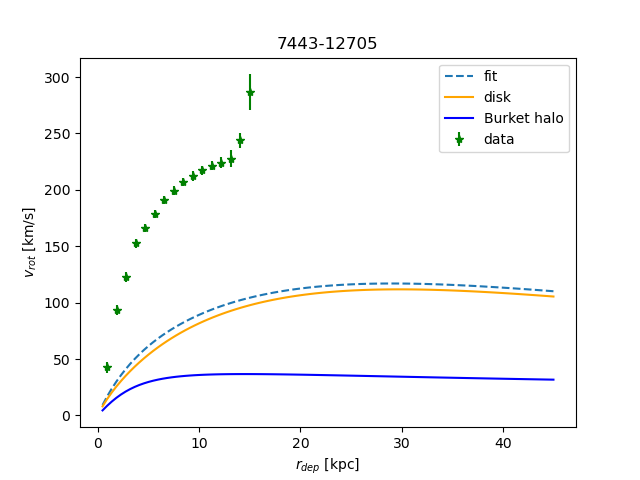 7443-12705
fit
disk
Burket halo
data
300
250
200
150
100
50
0
v_rot [km/s]
0 10 20 30 40
r_dep [kpc]